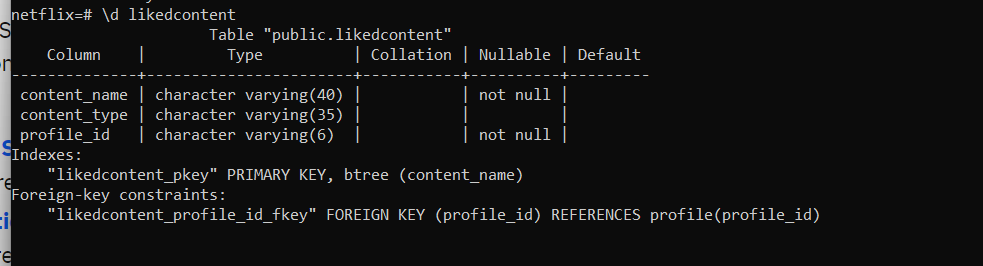 netflix=# \d likedcontent
                      Table "public.likedcontent"
    Column    |         Type          | Collation | Nullable | Default
--------------+-----------------------+-----------+----------+---------
 content_name | character varying(40) |           | not null |
 content_type | character varying(35) |           |          |
 profile_id   | character varying(6)  |           | not null |
Indexes:
    "likedcontent_pkey" PRIMARY KEY, btree (content_name)
Foreign-key constraints:
    "likedcontent_profile_id_fkey" FOREIGN KEY (profile_id) REFERENCES profile(profile_id)